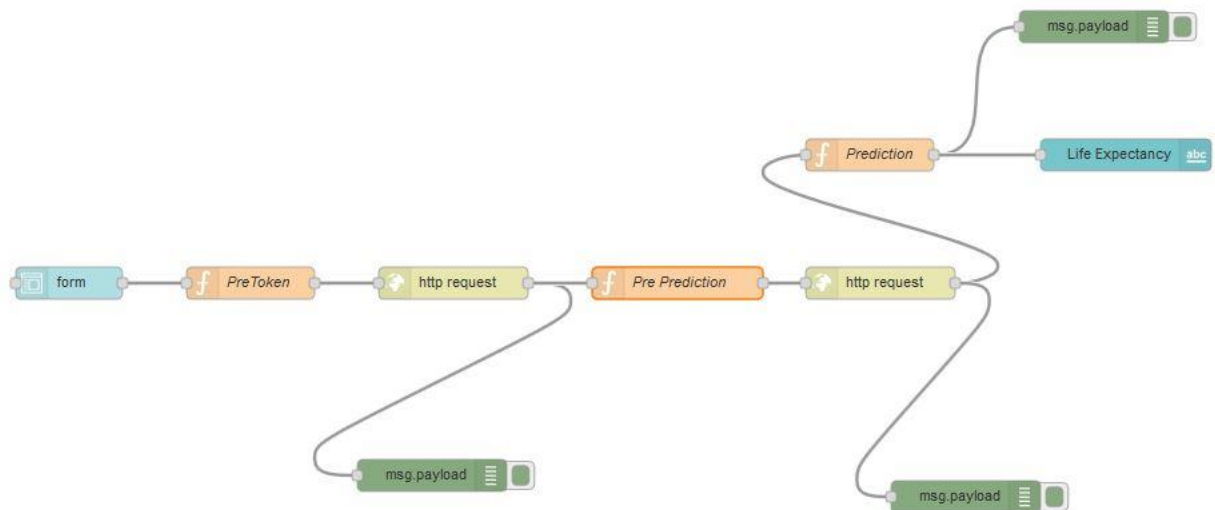 msg.payload
Prediction
Life Expectancy
abc
form
PreToken
http request
Pre Prediction
http request
msg.payload
msg.payload